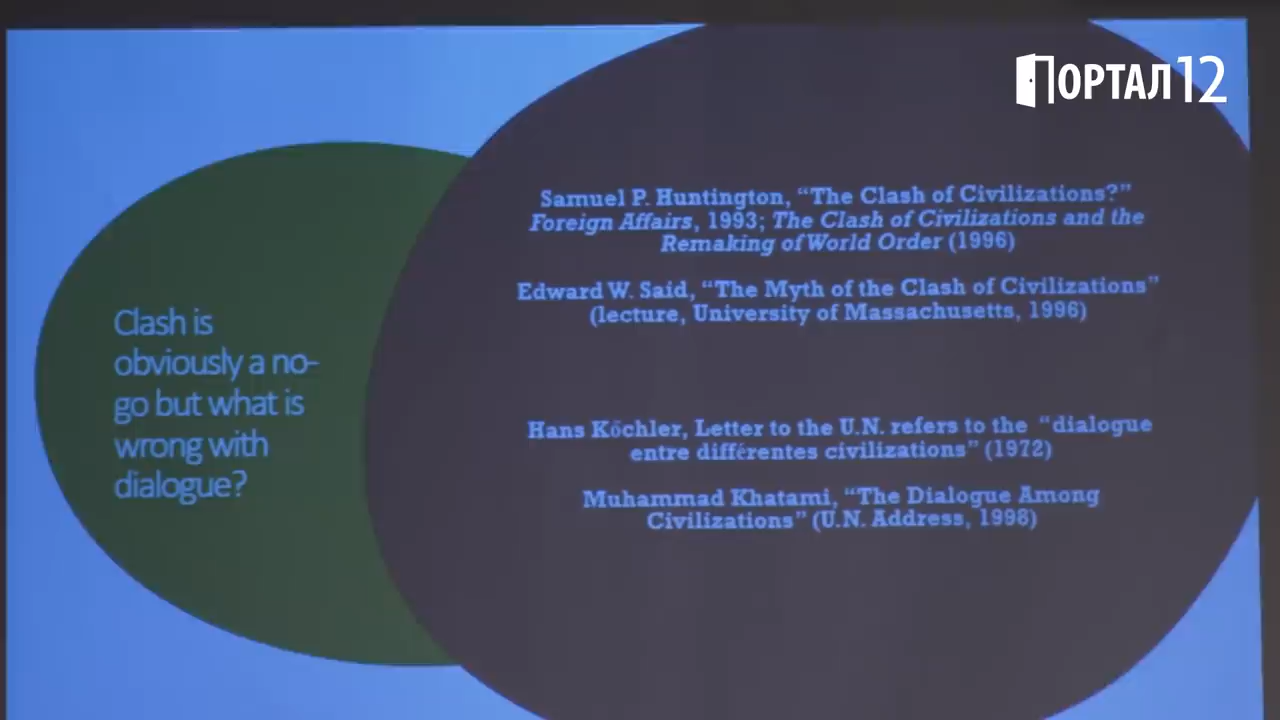 ПОРТАЛ 12
Samuel P. Huntington, “The Clash of Civilizations?”
Foreign Affairs, 1993; The Clash of Civilizations and the
Remaking of World Order (1996)
Edward W. Said, “The Myth of the Clash of Civilizations”
(lecture, University of Massachusetts, 1996)
Clash is
obviously a no-
go but what is
wrong with
dialogue?
Hans Kőchler, Letter to the U.N. refers to the “dialogue
entre différentes civilizations” (1972)
Muhammad Khatami, “The Dialogue Among
Civilizations” (U.N. Address, 1998)